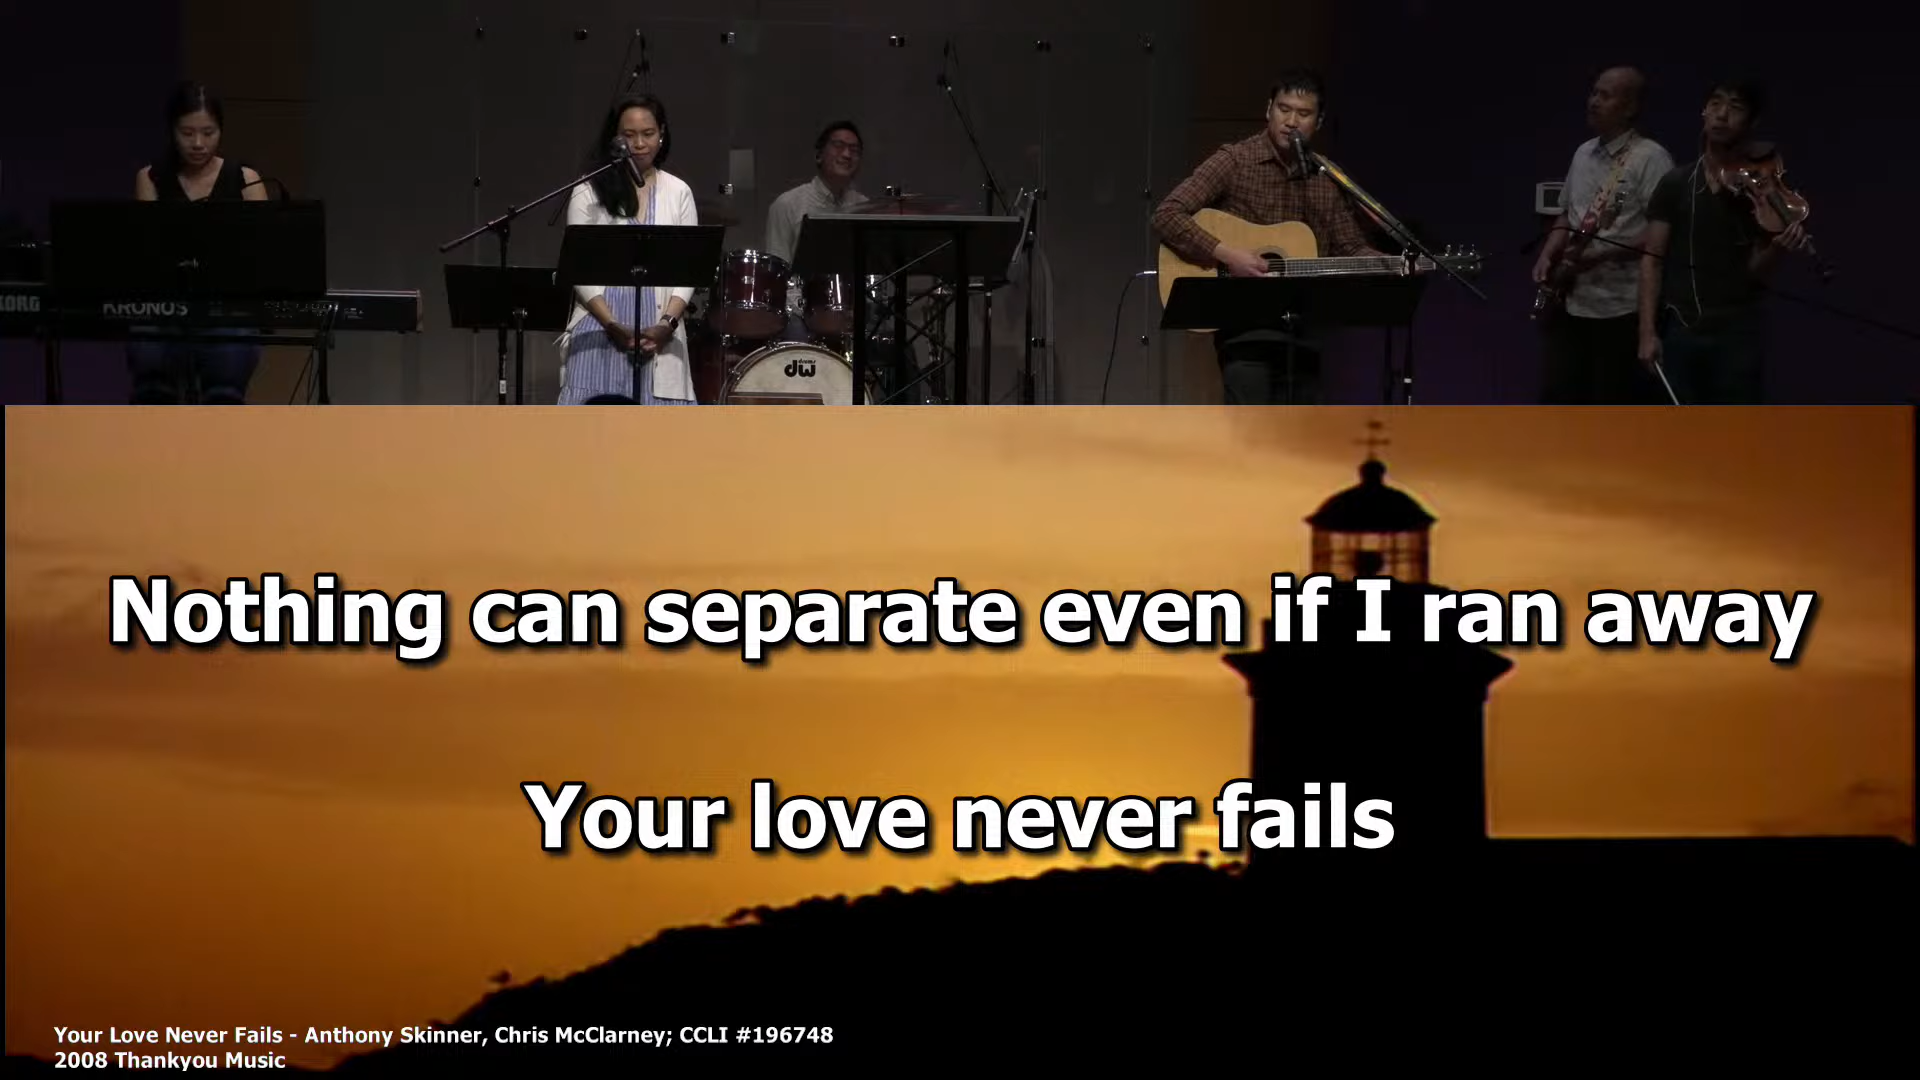 KORG
KRONOS
drums
dw
Nothing can separate even if I ran away
Your love never fails
Your Love Never Fails - Anthony Skinner, Chris McClarney; CCLI #196748
2008 Thankyou Music